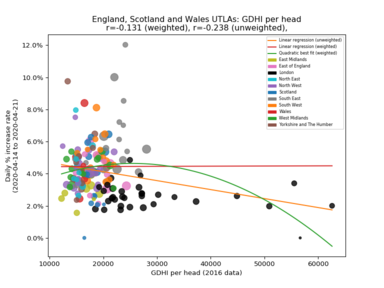 England, Scotland and Wales UTLAs: GDHI per head
r=-0.131 (weighted), r=-0.238 (unweighted),
Linear regression (unweighted)
Linear regression (weighted)
Quadratic best fit (weighted)
East Midlands
East of England
London
North East
North West
Scotland
South East
South West
Wales
West Midlands
Yorkshire and The Humber
Daily % increase rate
(2020-04-14 to 2020-04-21)
12.0%
10.0%
8.0%
6.0%
4.0%
2.0%
0.0%
10000 20000 30000 40000 50000 60000
GDHI per head (2016 data)